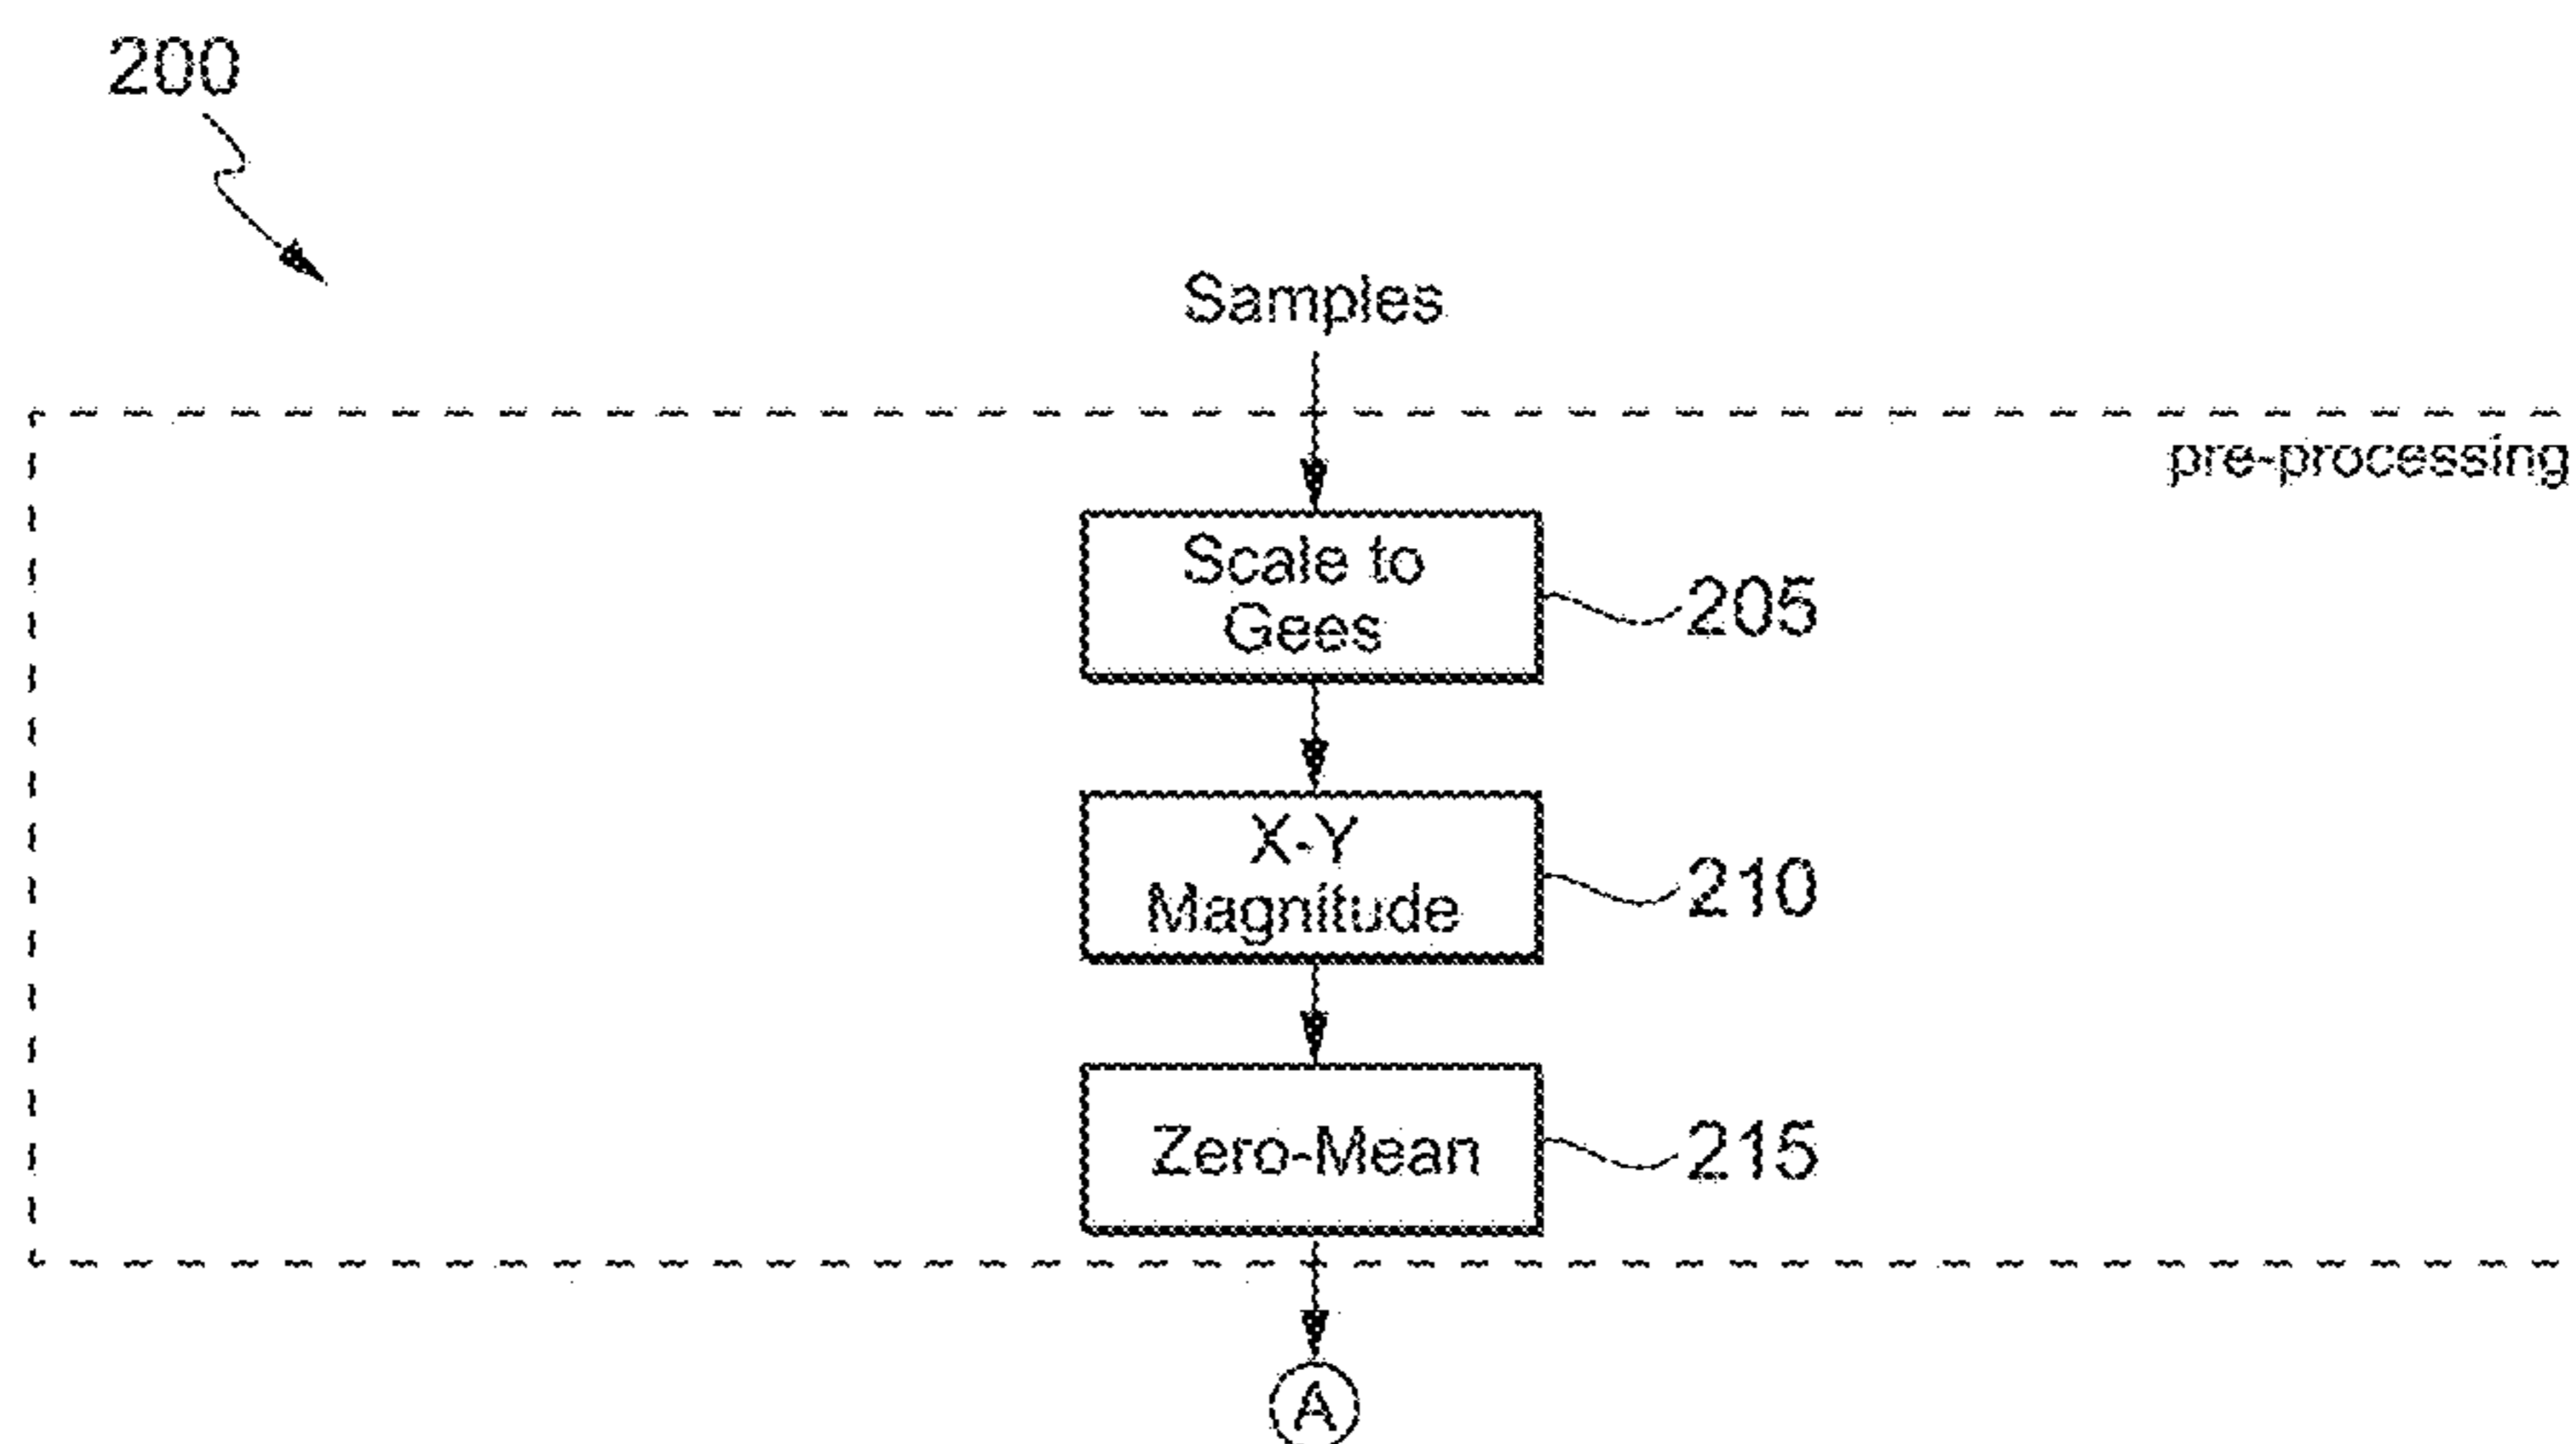 200
Samples
pre-processing
Scale to
Gees
205
X-Y
Magnitude
210
Zero-Mean
215
A